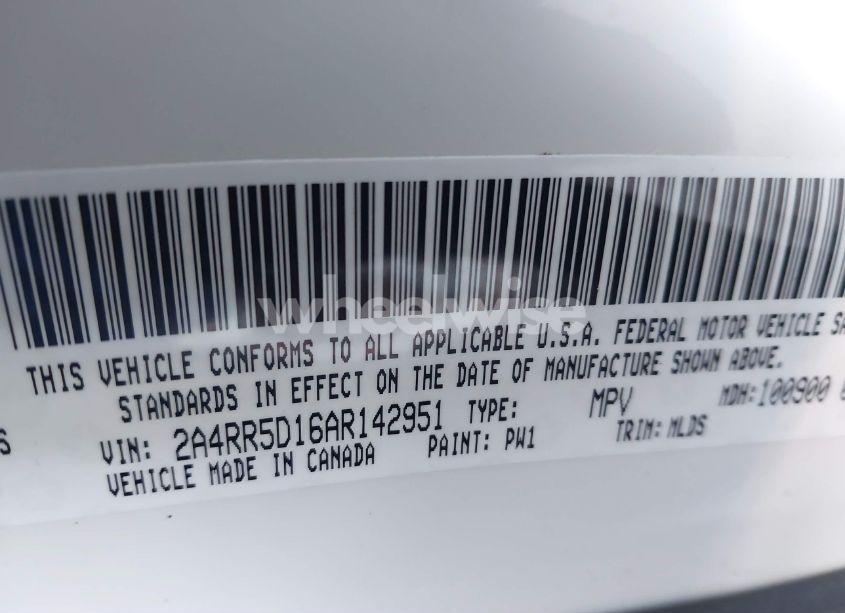 THIS VEHICLE CONFORMS TO ALL APPLICABLE U.S.A. FEDERAL MOTOR VEHICLE SA
STANDARDS IN EFFECT ON THE DATE OF MANUFACTURE SHOWN ABOVE.
S VIN: 2A4RR5D16AR142951 TYPE: MPV MDH:100900
VEHICLE MADE IN CANADA PAINT: PW1 TRIM: MLDS
wheelwise